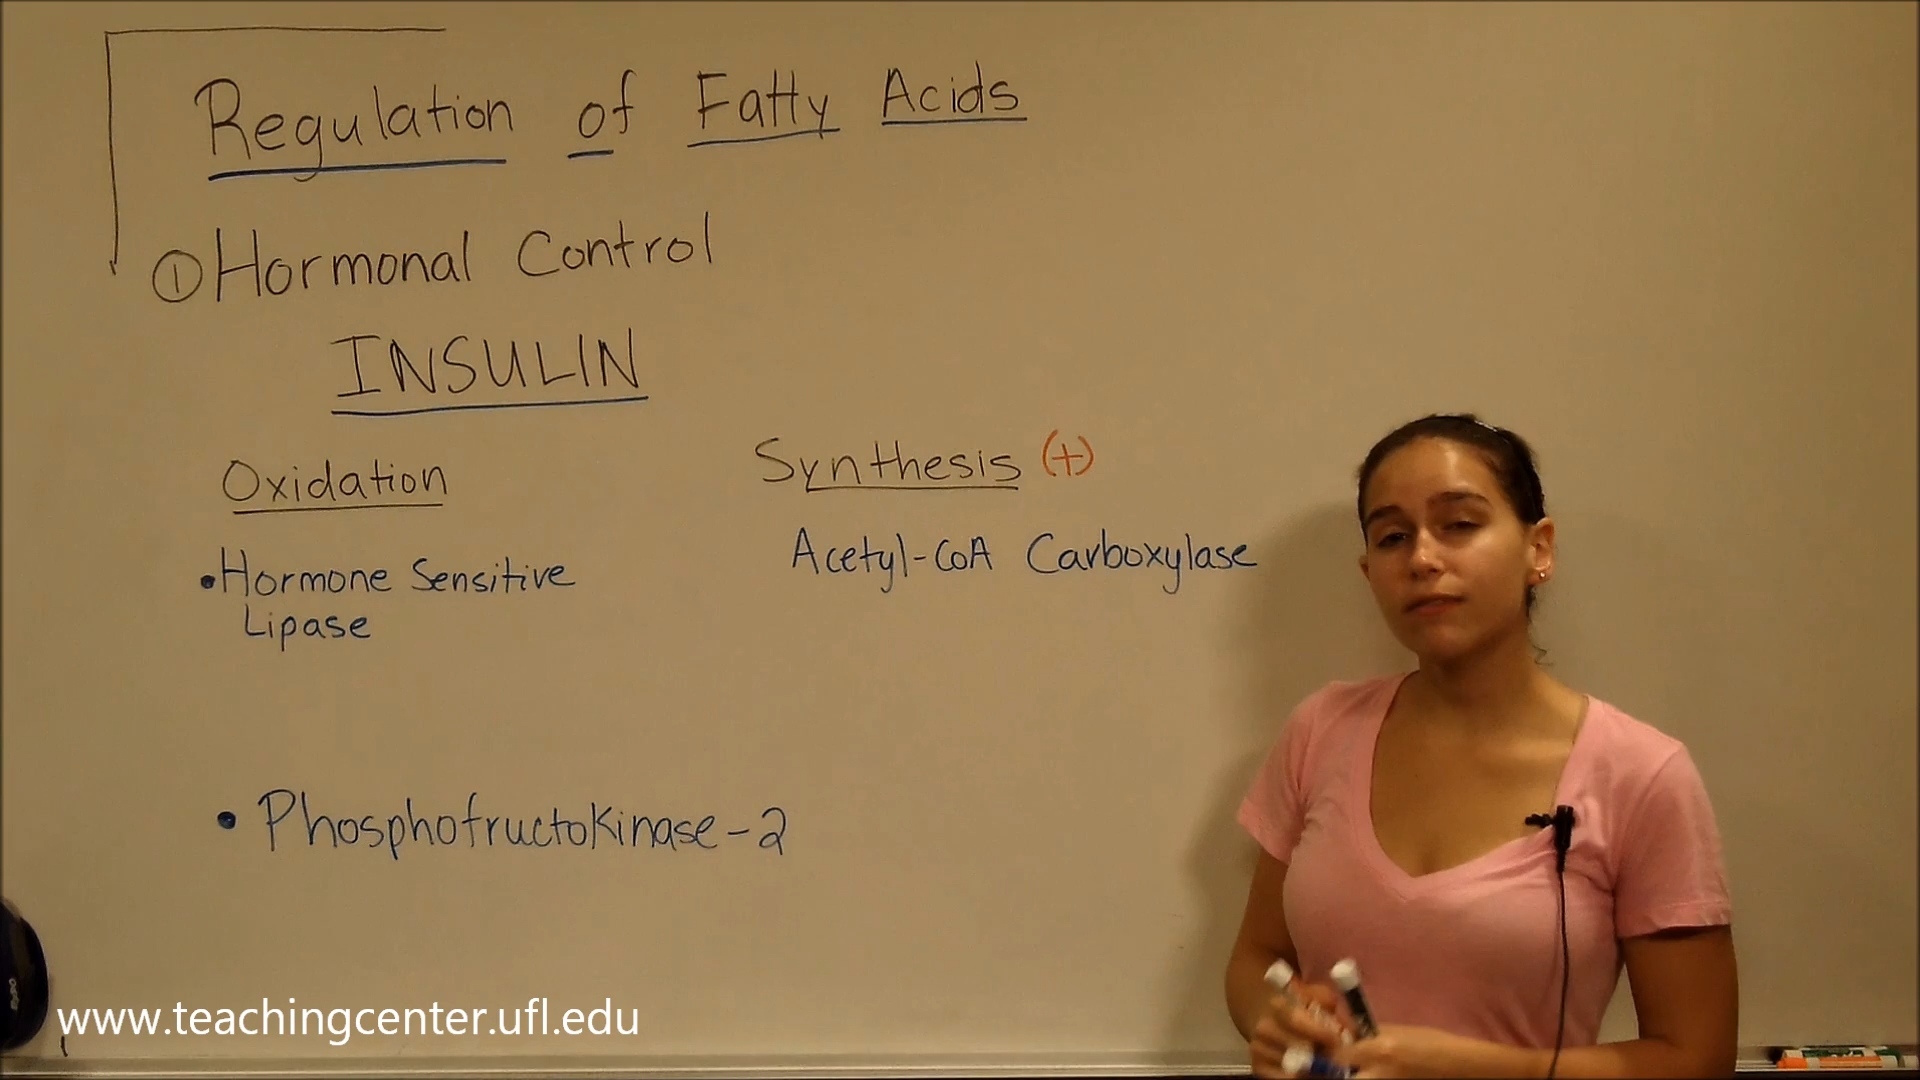 Regulation of Fatty Acids
① Hormonal Control
INSULIN
Oxidation
Synthesis (+)
• Hormone Sensitive
Lipase
Acetyl-CoA Carboxylase
• Phosphofructokinase-2
www.teachingcenter.ufl.edu